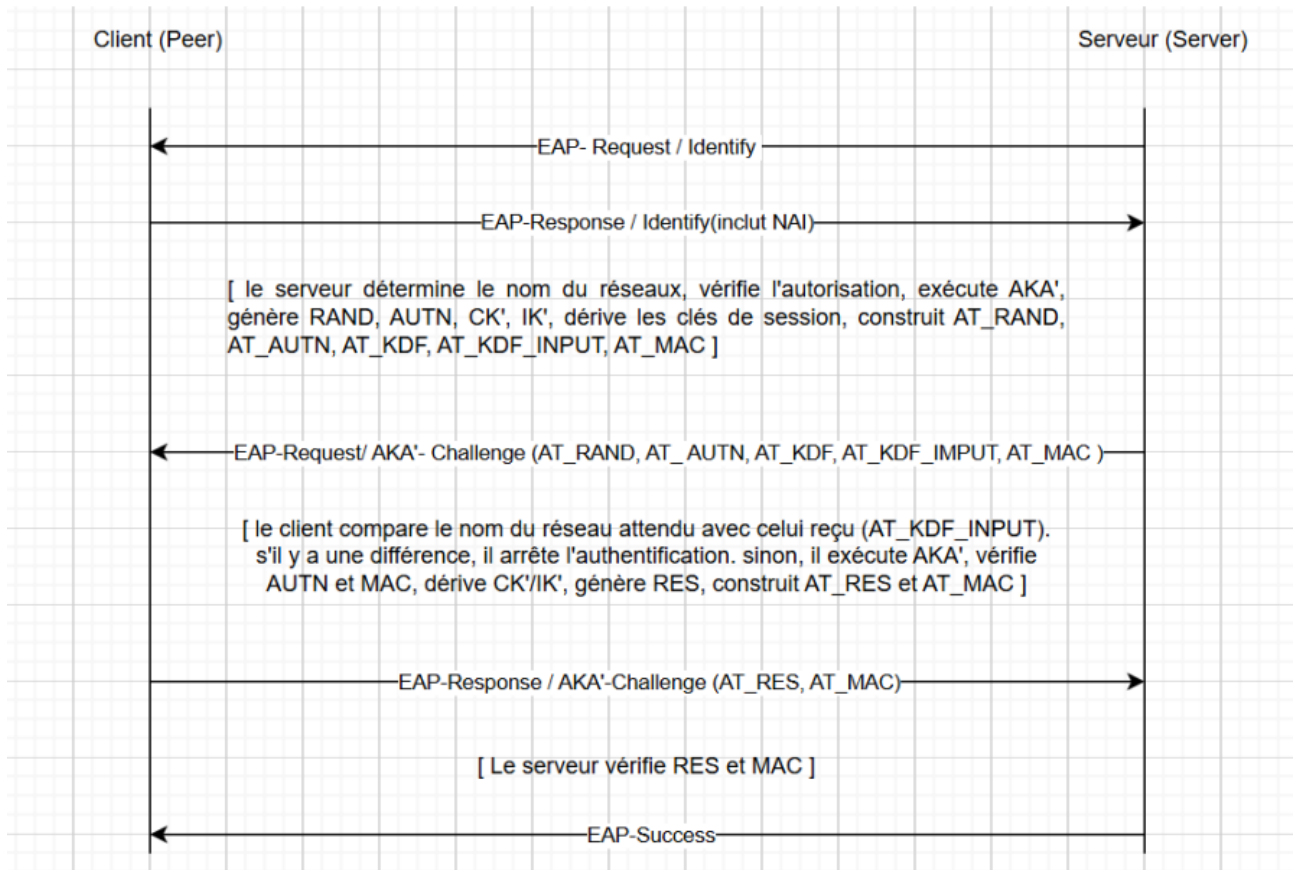 Client (Peer)
Serveur (Server)
EAP- Request / Identify
EAP-Response / Identify(inclut NAI)
[ le serveur détermine le nom du réseaux, vérifie l'autorisation, exécute AKA',
génère RAND, AUTN, CK', IK', dérive les clés de session, construit AT_RAND,
AT_AUTN, AT_KDF, AT_KDF_INPUT, AT_MAC ]
EAP-Request/ AKA'- Challenge (AT_RAND, AT_ AUTN, AT_KDF, AT_KDF_IMPUT, AT_MAC )
[ le client compare le nom du réseau attendu avec celui reçu (AT_KDF_INPUT).
s'il y a une différence, il arrête l'authentification. sinon, il exécute AKA', vérifie
AUTN et MAC, dérive CK'/IK', génère RES, construit AT_RES et AT_MAC ]
EAP-Response / AKA'-Challenge (AT_RES, AT_MAC)
[ Le serveur vérifie RES et MAC ]
EAP-Success